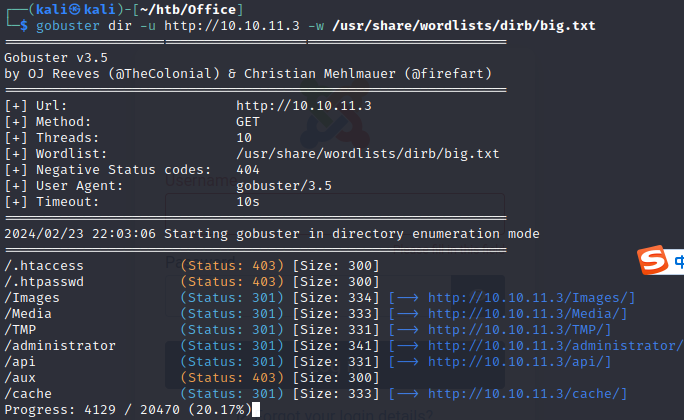 ┌──(kali㉿kali)-[~/htb/Office]
└─$ gobuster dir -u http://10.10.11.3 -w /usr/share/wordlists/dirb/big.txt
===============================================================
Gobuster v3.5
by OJ Reeves (@TheColonial) & Christian Mehlmauer (@firefart)
===============================================================
[+] Url:                     http://10.10.11.3
[+] Method:                  GET
[+] Threads:                 10
[+] Wordlist:                /usr/share/wordlists/dirb/big.txt
[+] Negative Status codes:   404
[+] User Agent:              gobuster/3.5
[+] Timeout:                 10s
===============================================================
2024/02/23 22:03:06 Starting gobuster in directory enumeration mode
===============================================================
/.htaccess            (Status: 403) [Size: 300]
/.htpasswd            (Status: 403) [Size: 300]
/Images               (Status: 301) [Size: 334] [--> http://10.10.11.3/Images/]
/Media                (Status: 301) [Size: 333] [--> http://10.10.11.3/Media/]
/TMP                  (Status: 301) [Size: 331] [--> http://10.10.11.3/TMP/]
/administrator        (Status: 301) [Size: 341] [--> http://10.10.11.3/administrator/
/api                  (Status: 301) [Size: 331] [--> http://10.10.11.3/api/]
/aux                  (Status: 403) [Size: 300]
/cache                (Status: 301) [Size: 333] [--> http://10.10.11.3/cache/]
Progress: 4129 / 20470 (20.17%)
your login details?